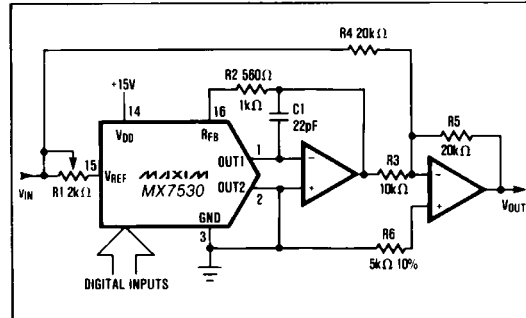 R4 20kΩ
+15V
R2 560Ω
1kΩ
C1
22pF
14
16
VDD
RFB
R5
20kΩ
OUT1
1
−
15
VREF
MAXIM
MX7530
OUT2
2
+
R3
10kΩ
−
+
VIN
R1 2kΩ
GND
3
R6
5kΩ 10%
VOUT
DIGITAL INPUTS